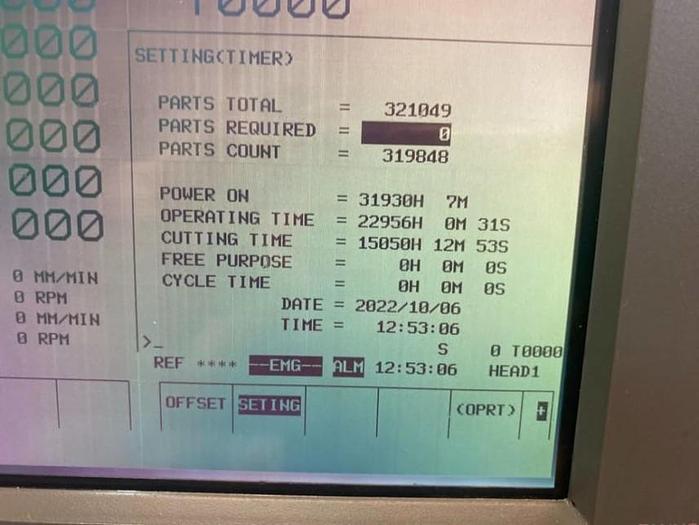 T0000
000
SETTING(TIMER)
000
PARTS TOTAL = 321049
000
PARTS REQUIRED = 0
PARTS COUNT = 319848
000
POWER ON = 31930H 7M
000
OPERATING TIME = 22956H 0M 31S
CUTTING TIME = 15050H 12M 53S
FREE PURPOSE = 0H 0M 0S
0 MM/MIN
CYCLE TIME = 0H 0M 0S
0 RPM
DATE = 2022/10/06
0 MM/MIN
TIME = 12:53:06
0 RPM
>_
S 0 T0000
REF **** --EMG-- ALM 12:53:06 HEAD1
OFFSET SETING (OPRT) +